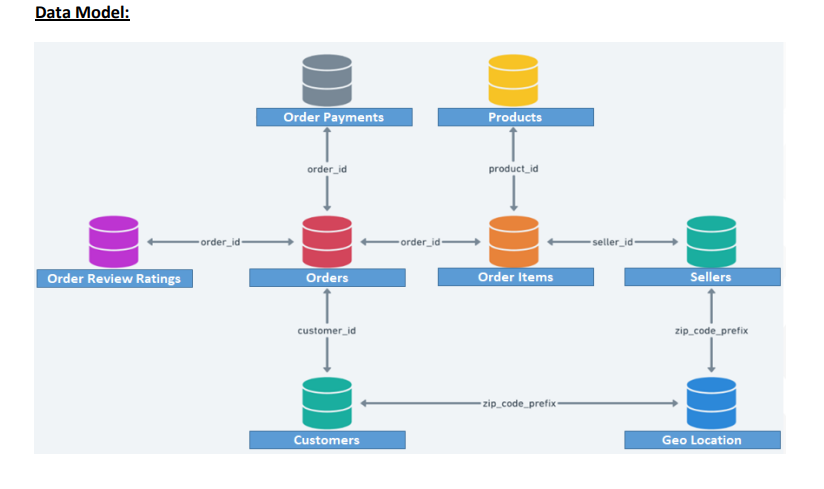 Data Model:
Order Payments
Products
order_id
product_id
order_id
order_id
seller_id
Order Review Ratings
Orders
Order Items
Sellers
customer_id
zip_code_prefix
zip_code_prefix
Customers
Geo Location